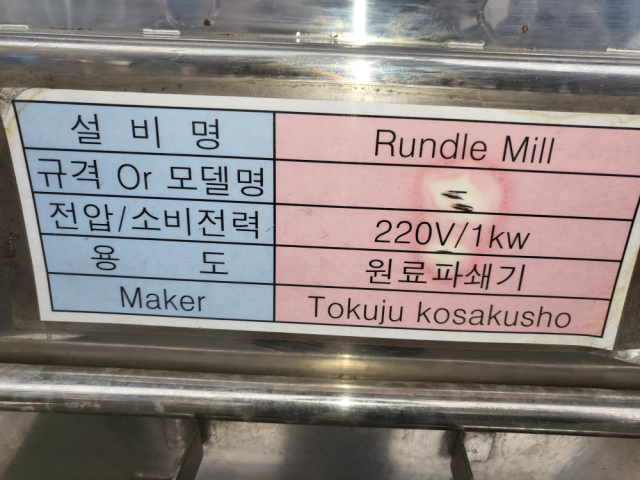 설 비 명 Rundle Mill
규격 Or 모델명
전압/소비전력 220V/1kw
용 도 원료파쇄기
Maker Tokuju kosakusho